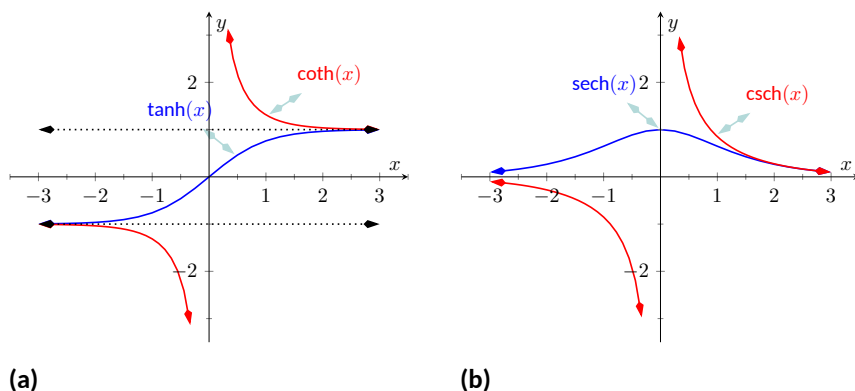 y
2
coth(x)
tanh(x)
x
−3 −2 −1 1 2 3
−2
(a)
y
2
sech(x)
csch(x)
x
−3 −2 −1 1 2 3
−2
(b)